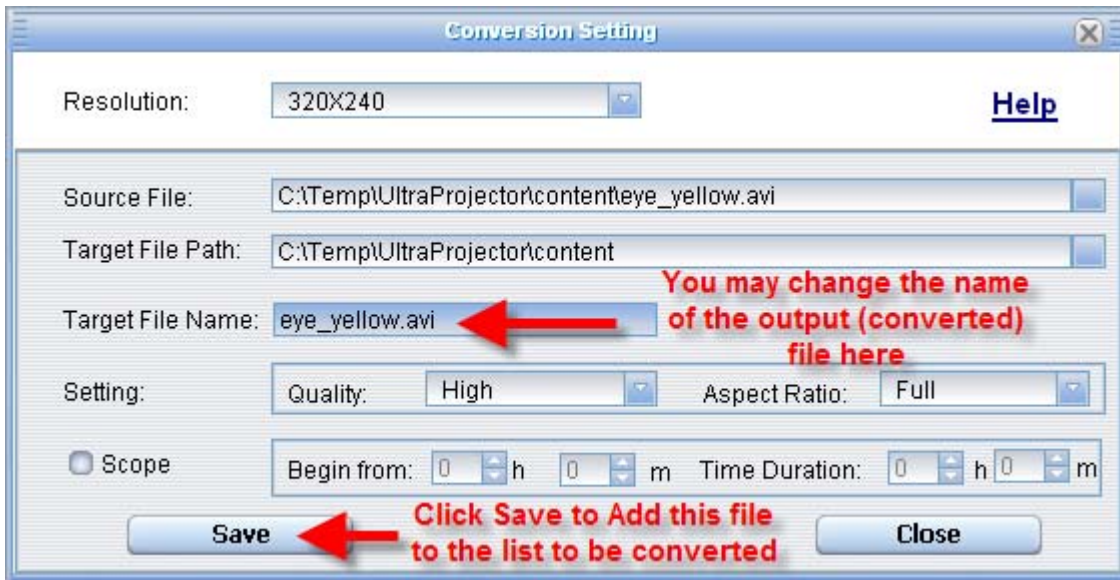 Conversion Setting
Resolution: 320X240 Help
Source File: C:\Temp\UltraProjector\content\eye_yellow.avi
Target File Path: C:\Temp\UltraProjector\content
You may change the name
Target File Name: eye_yellow.avi of the output (converted)
file here
Setting: Quality: High Aspect Ratio: Full
Scope Begin from: 0 h 0 m Time Duration: 0 h 0 m
Save Click Save to Add this file Close
to the list to be converted